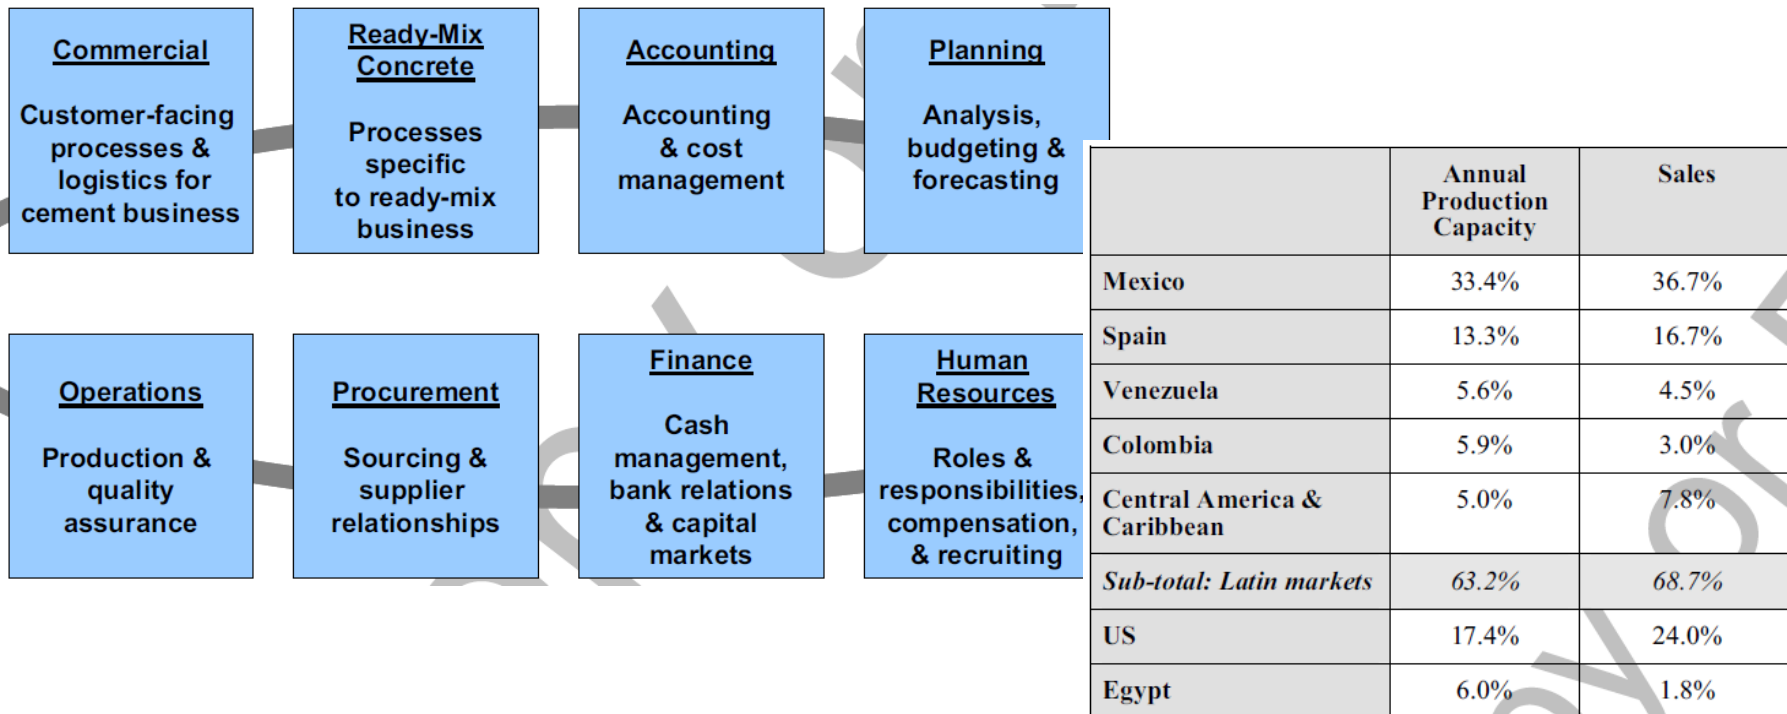 Commercial
Customer-facing
processes &
logistics for
cement business
Ready-Mix
Concrete
Processes
specific
to ready-mix
business
Accounting
Accounting
& cost
management
Planning
Analysis,
budgeting &
forecasting
Operations
Production &
quality
assurance
Procurement
Sourcing &
supplier
relationships
Finance
Cash
management,
bank relations
& capital
markets
Human
Resources
Roles &
responsibilities,
compensation,
& recruiting
Annual
Production
Capacity
Sales
Mexico 33.4% 36.7%
Spain 13.3% 16.7%
Venezuela 5.6% 4.5%
Colombia 5.9% 3.0%
Central America &
Caribbean 5.0% 7.8%
Sub-total: Latin markets 63.2% 68.7%
US 17.4% 24.0%
Egypt 6.0% 1.8%